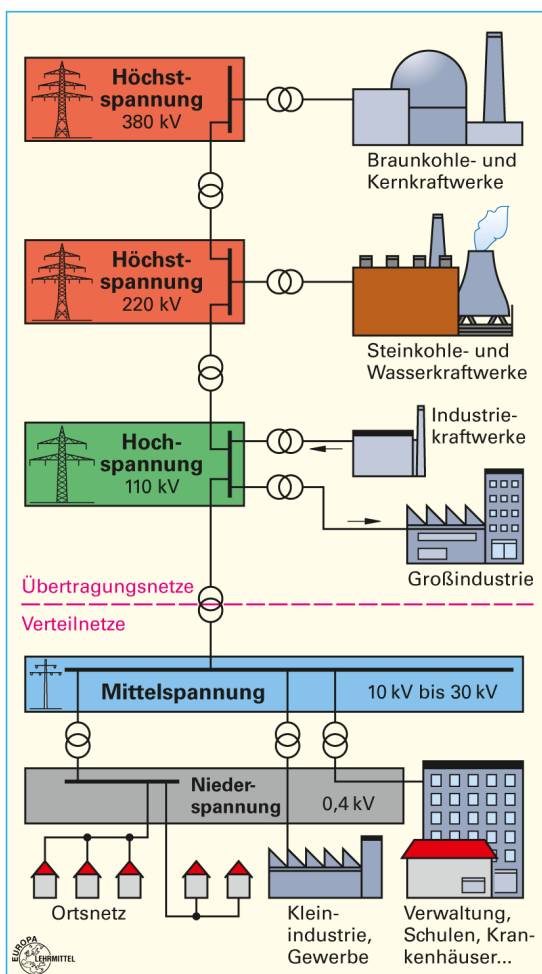 Höchst-
spannung
380 kV
Braunkohle- und
Kernkraftwerke
Höchst-
spannung
220 kV
Steinkohle- und
Wasserkraftwerke
Hoch-
spannung
110 kV
Industrie-
kraftwerke
Großindustrie
Übertragungsnetze
Verteilnetze
Mittelspannung
10 kV bis 30 kV
Nieder-
spannung
0,4 kV
Ortsnetz
Klein-
industrie,
Gewerbe
Verwaltung,
Schulen, Kran-
kenhäuser...
EUROPA
LEHRMITTEL